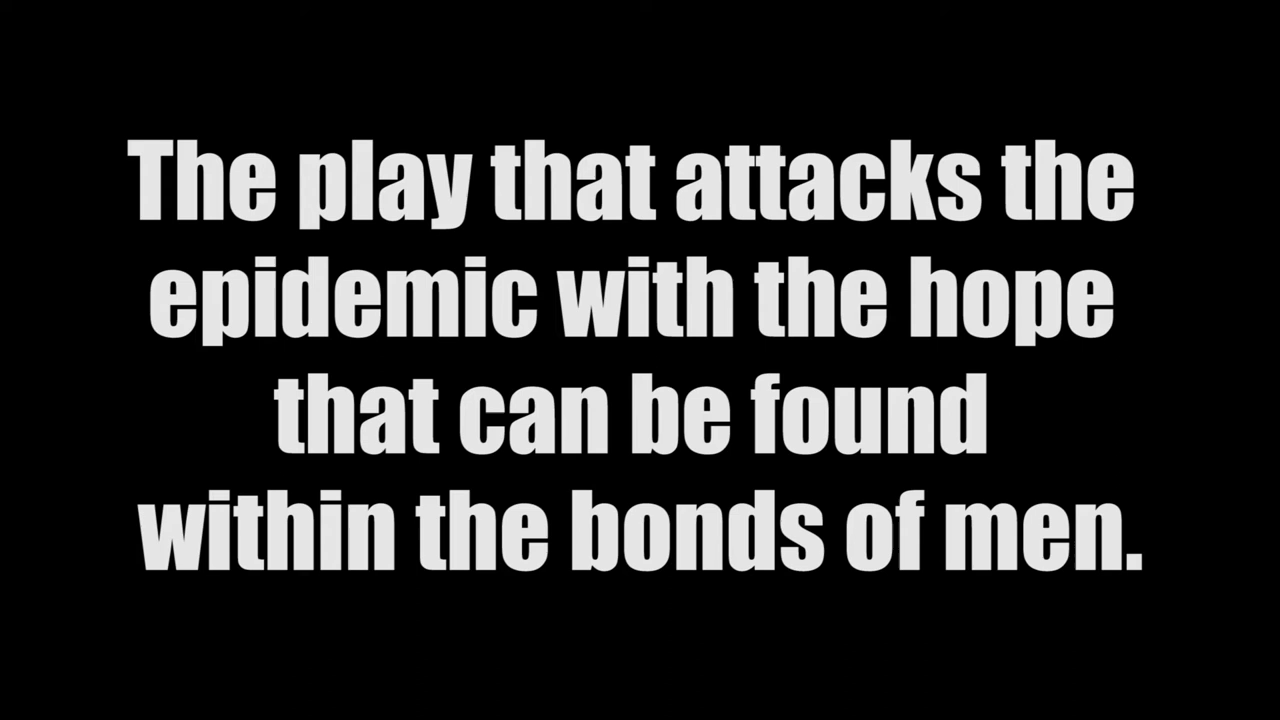 The play that attacks the
epidemic with the hope
that can be found
within the bonds of men.